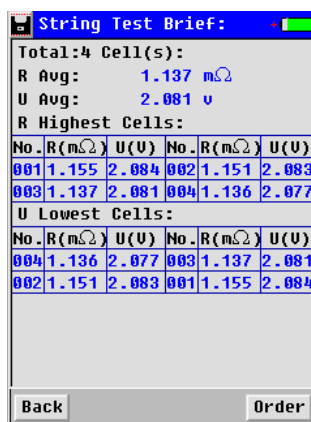 String Test Brief:
Total:4 Cell(s):
R Avg: 1.137 mΩ
U Avg: 2.081 v
R Highest Cells:
No. R(mΩ) U(V) No. R(mΩ) U(V)
001 1.155 2.084 002 1.151 2.083
003 1.137 2.081 004 1.136 2.077
U Lowest Cells:
No. R(mΩ) U(V) No. R(mΩ) U(V)
004 1.136 2.077 003 1.137 2.081
002 1.151 2.083 001 1.155 2.084
Back Order